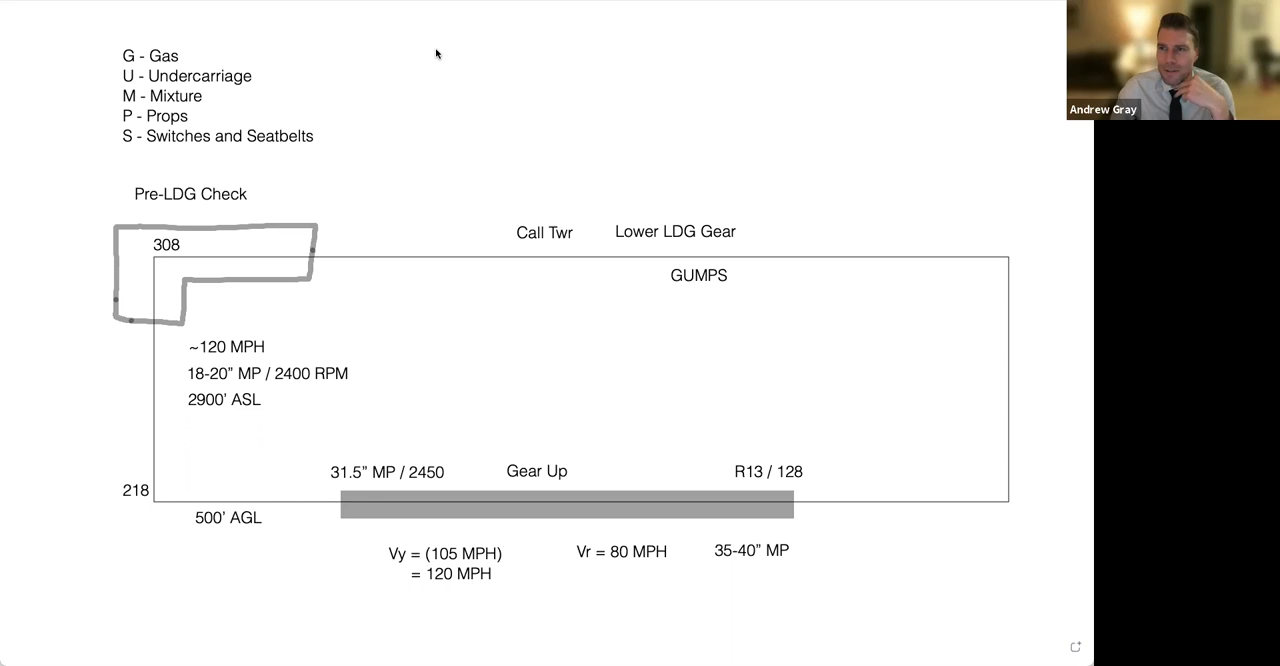 G - Gas
U - Undercarriage
M - Mixture
P - Props
S - Switches and Seatbelts
Andrew Gray
Pre-LDG Check
Call Twr
Lower LDG Gear
308
GUMPS
~120 MPH
18-20” MP / 2400 RPM
2900’ ASL
31.5” MP / 2450
Gear Up
R13 / 128
218
500’ AGL
Vy = (105 MPH)
= 120 MPH
Vr = 80 MPH
35-40” MP